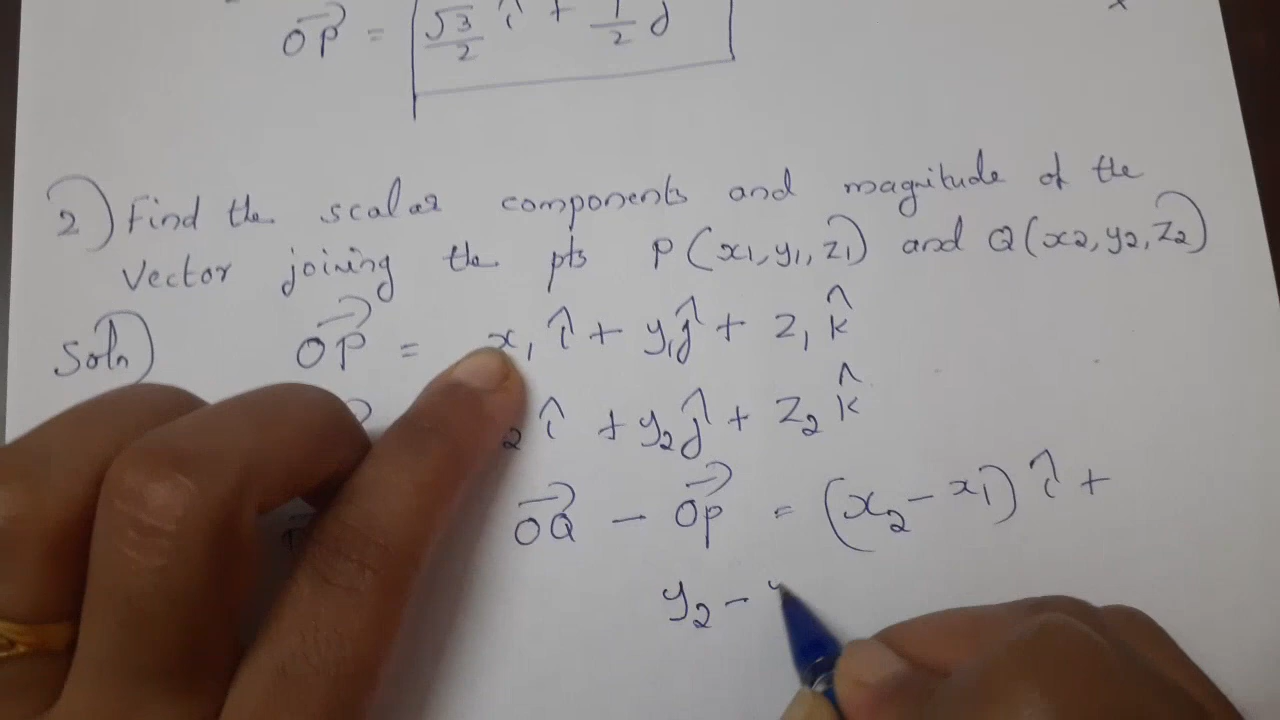 OP = √3/2 î + 1/2 j
2) Find the scalar components and magnitude of the
Vector joining the pts P(x1, y1, z1) and Q(x2, y2, z2)
Soln) OP = x1 î + y1 ĵ + z1 k̂
2 î + y2 ĵ + z2 k̂
OQ - OP = (x2 - x1) î +
y2 -